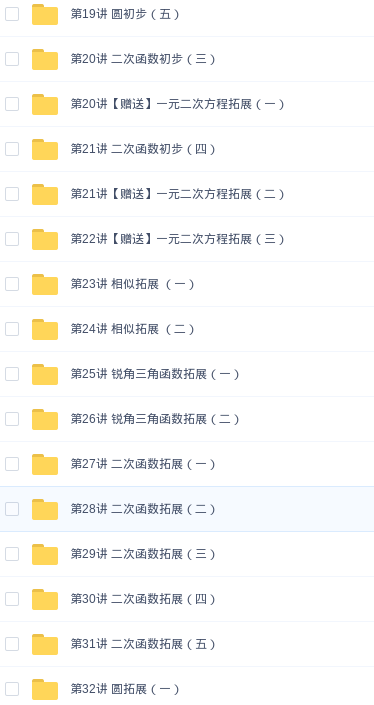 第19讲 圆初步（五）
第20讲 二次函数初步（三）
第20讲【赠送】一元二次方程拓展（一）
第21讲 二次函数初步（四）
第21讲【赠送】一元二次方程拓展（二）
第22讲【赠送】一元二次方程拓展（三）
第23讲 相似拓展 （一）
第24讲 相似拓展 （二）
第25讲 锐角三角函数拓展（一）
第26讲 锐角三角函数拓展（二）
第27讲 二次函数拓展（一）
第28讲 二次函数拓展（二）
第29讲 二次函数拓展（三）
第30讲 二次函数拓展（四）
第31讲 二次函数拓展（五）
第32讲 圆拓展（一）